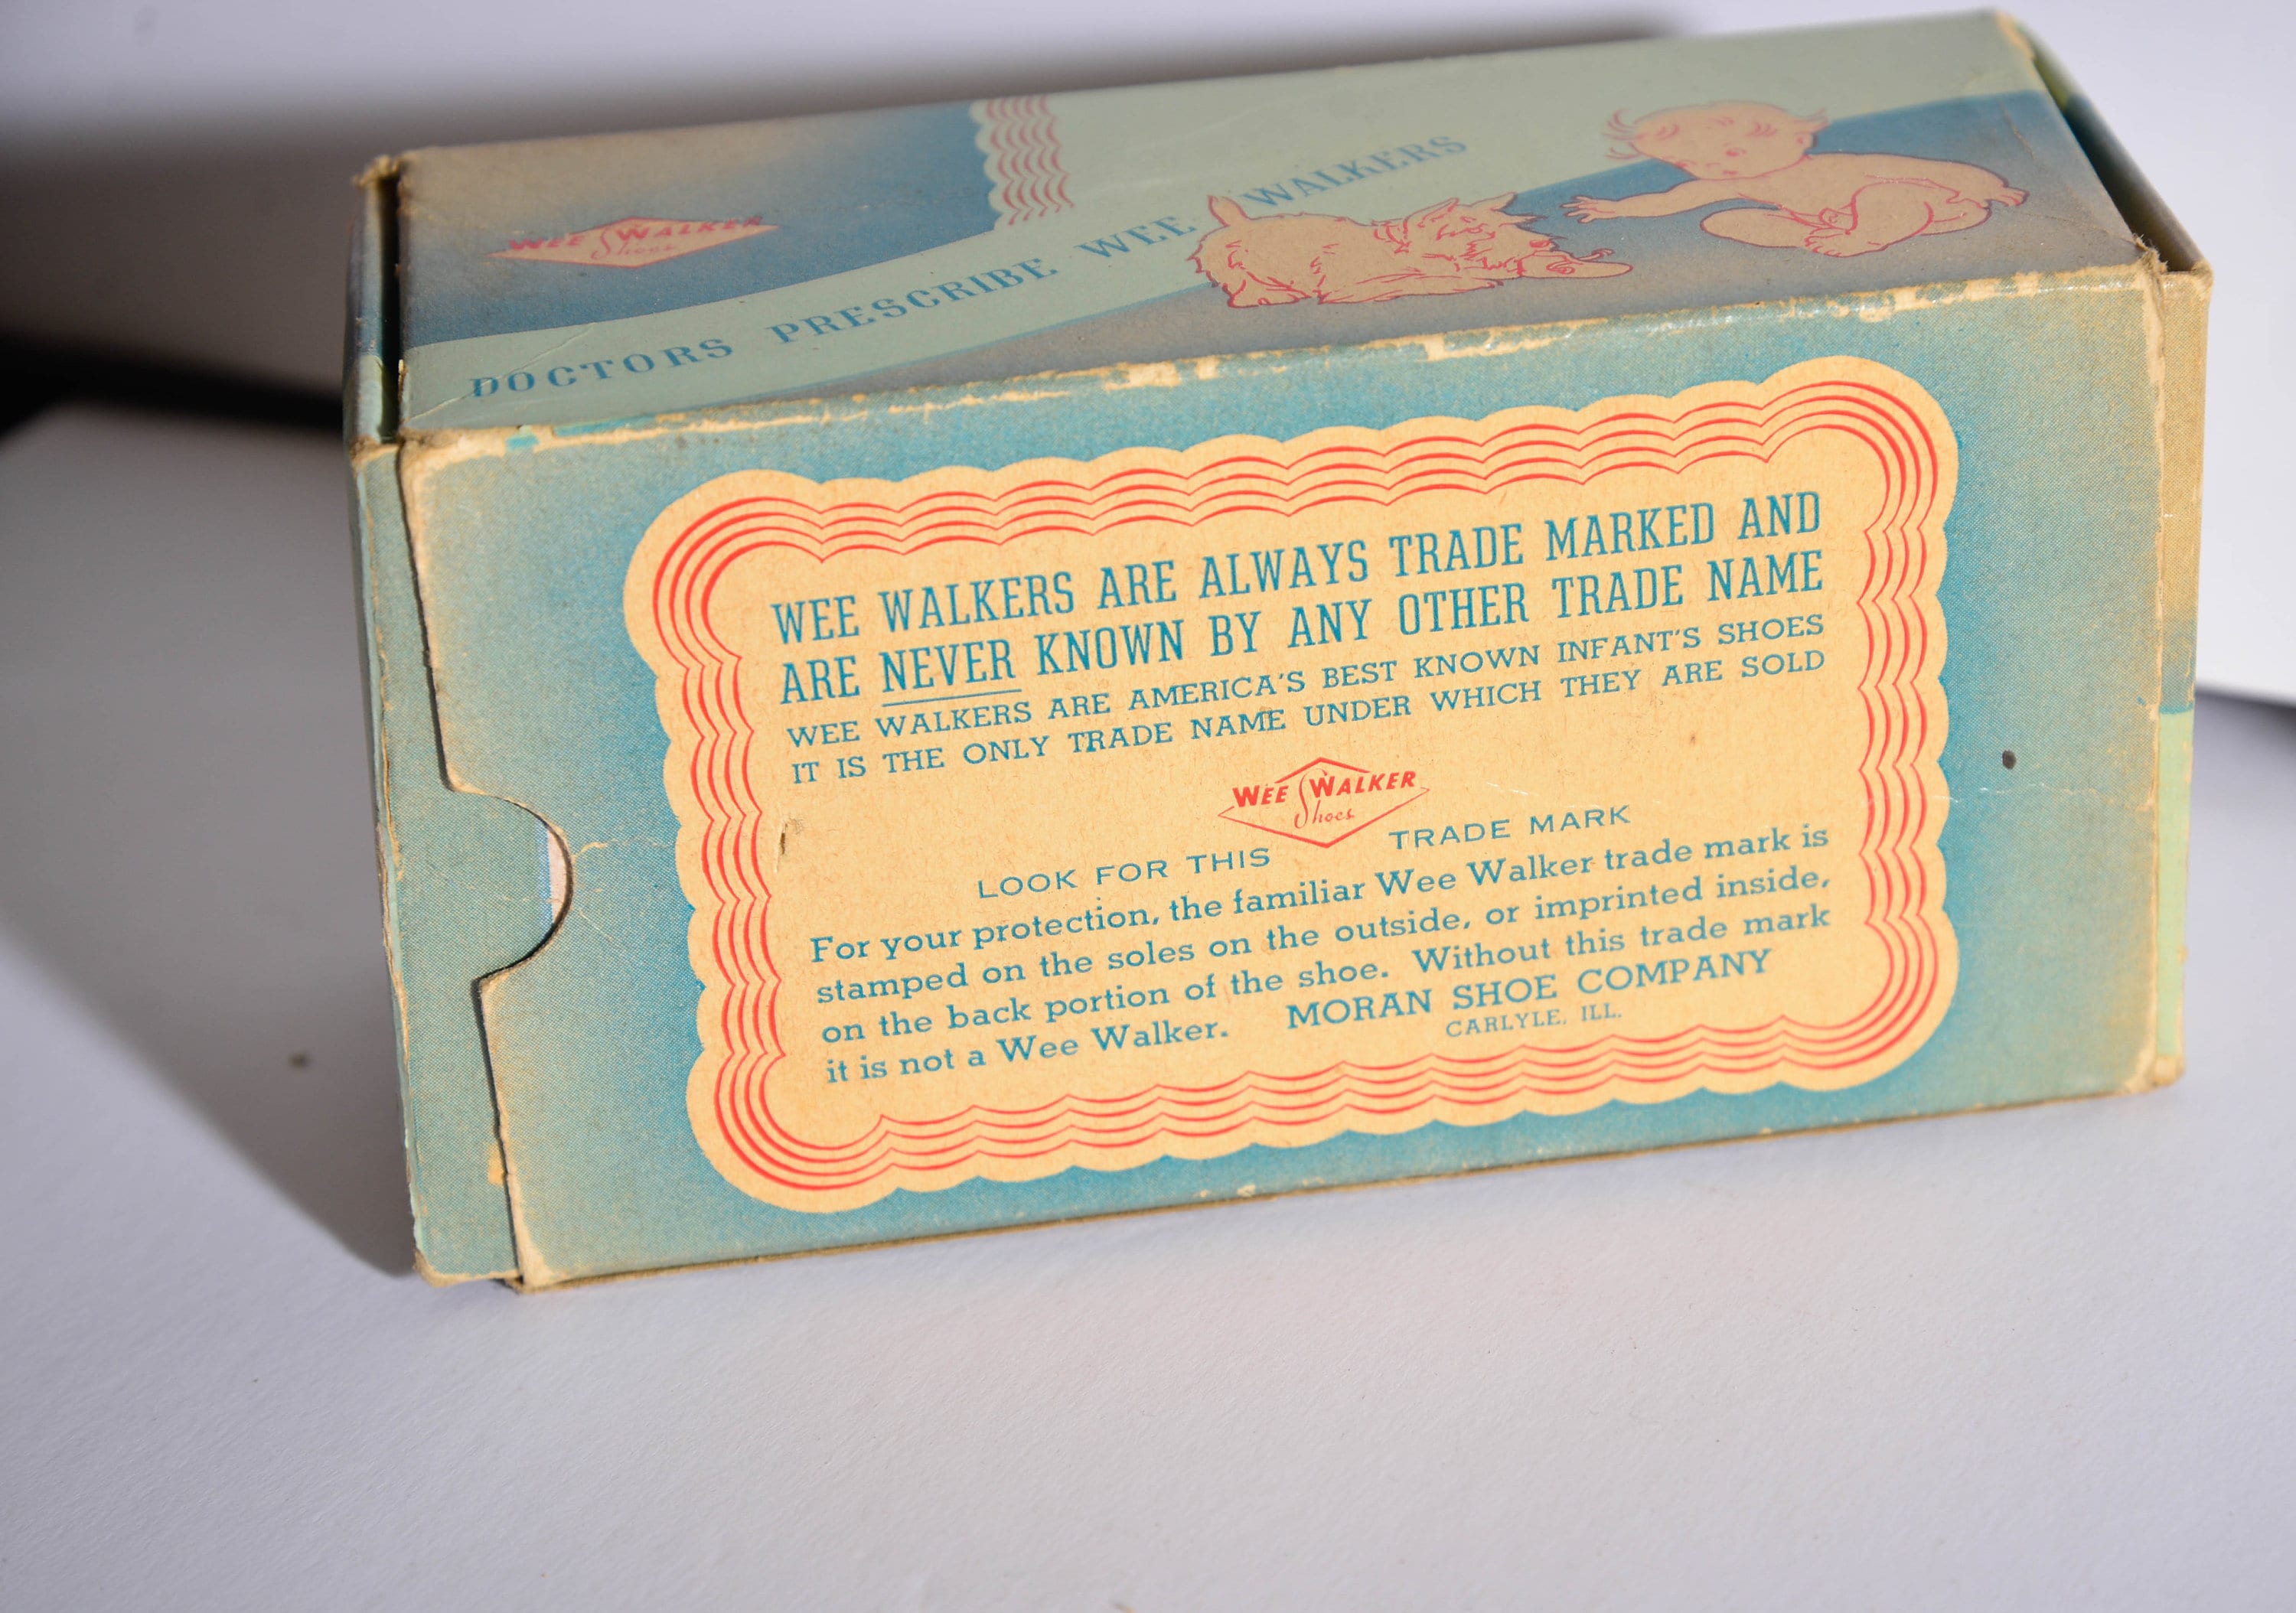 WEE WALKER
Shoes
DOCTORS PRESCRIBE WEE WALKERS
WEE WALKERS ARE ALWAYS TRADE MARKED AND
ARE NEVER KNOWN BY ANY OTHER TRADE NAME
WEE WALKERS ARE AMERICA'S BEST KNOWN INFANT'S SHOES
IT IS THE ONLY TRADE NAME UNDER WHICH THEY ARE SOLD
WEE WALKER
Shoes
LOOK FOR THIS TRADE MARK
For your protection, the familiar Wee Walker trade mark is
stamped on the soles on the outside, or imprinted inside,
on the back portion of the shoe. Without this trade mark
it is not a Wee Walker. MORAN SHOE COMPANY
CARLYLE, ILL.